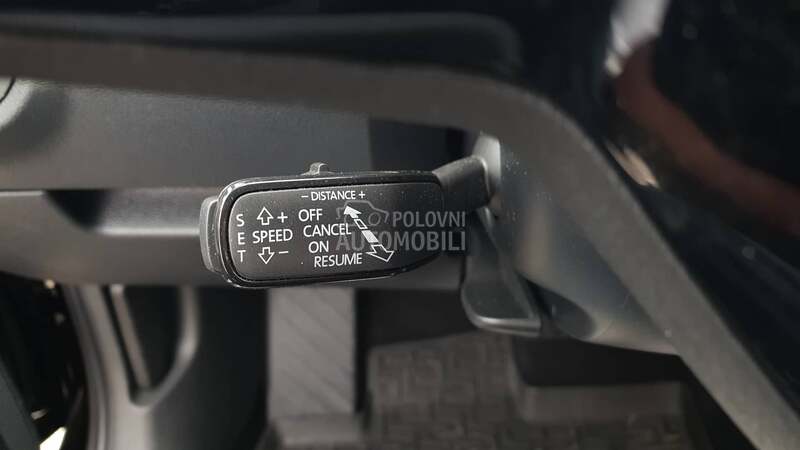 − DISTANCE +
S E T
+
SPEED
−
OFF
CANCEL
ON
RESUME
POLOVNI
AUTOMOBILI